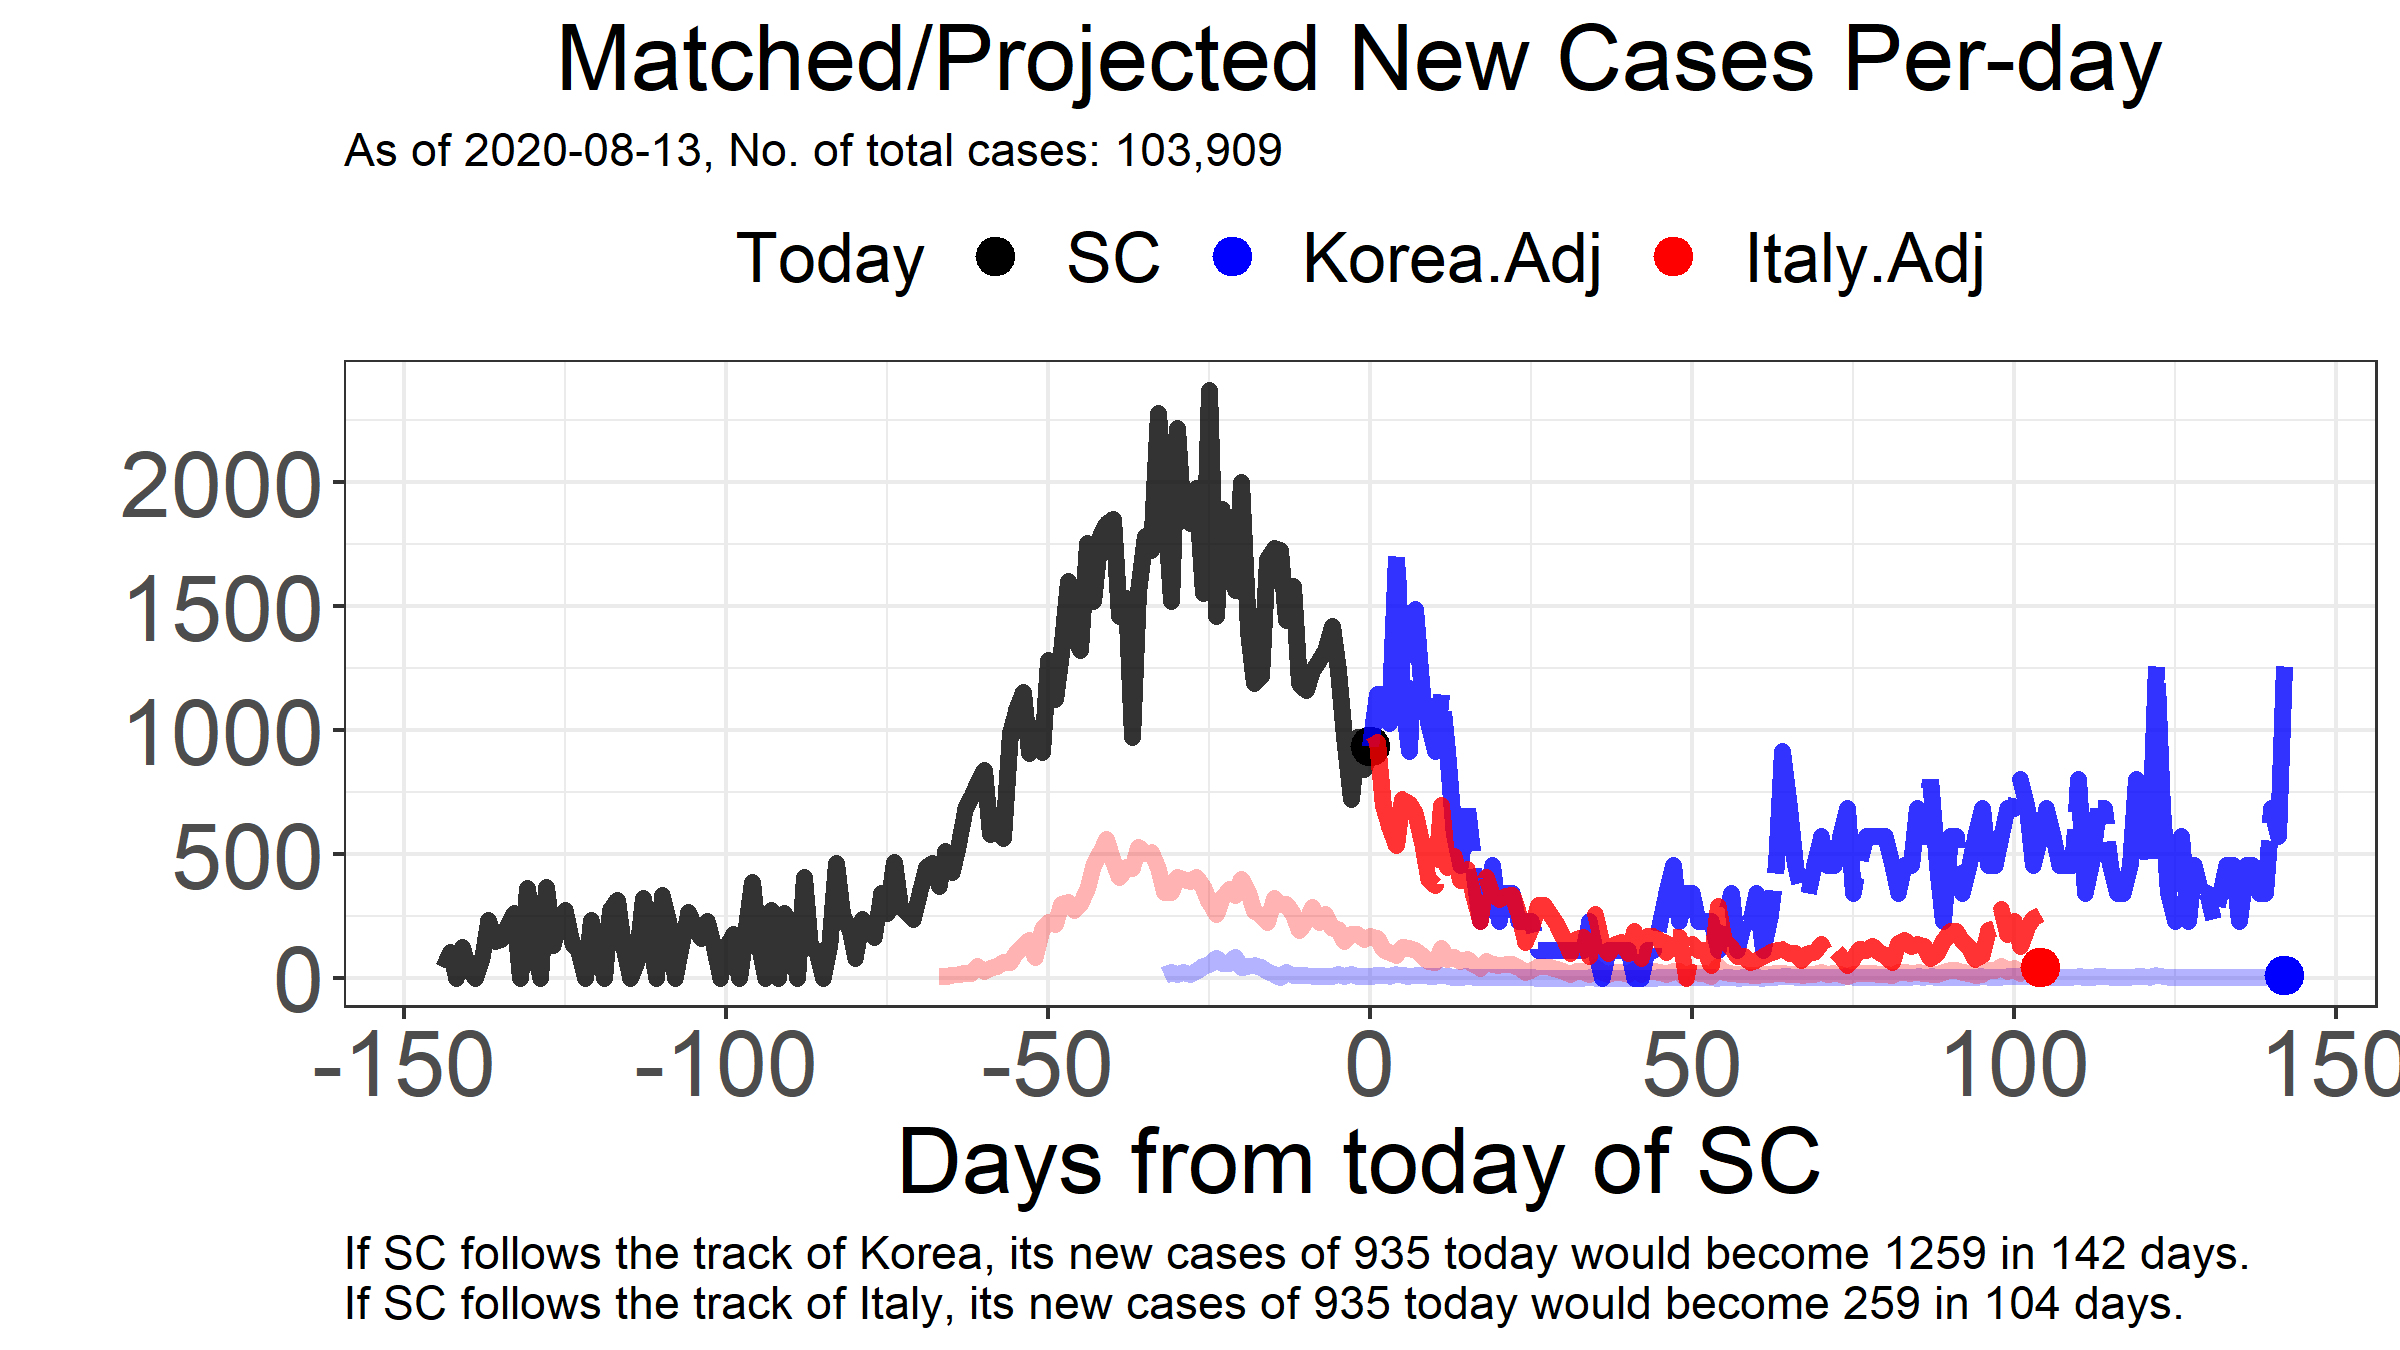 Matched/Projected New Cases Per-day
As of 2020-08-13, No. of total cases: 103,909
Today SC Korea.Adj Italy.Adj
2000
1500
1000
500
0
-150 -100 -50 0 50 100 150
Days from today of SC
If SC follows the track of Korea, its new cases of 935 today would become 1259 in 142 days.
If SC follows the track of Italy, its new cases of 935 today would become 259 in 104 days.